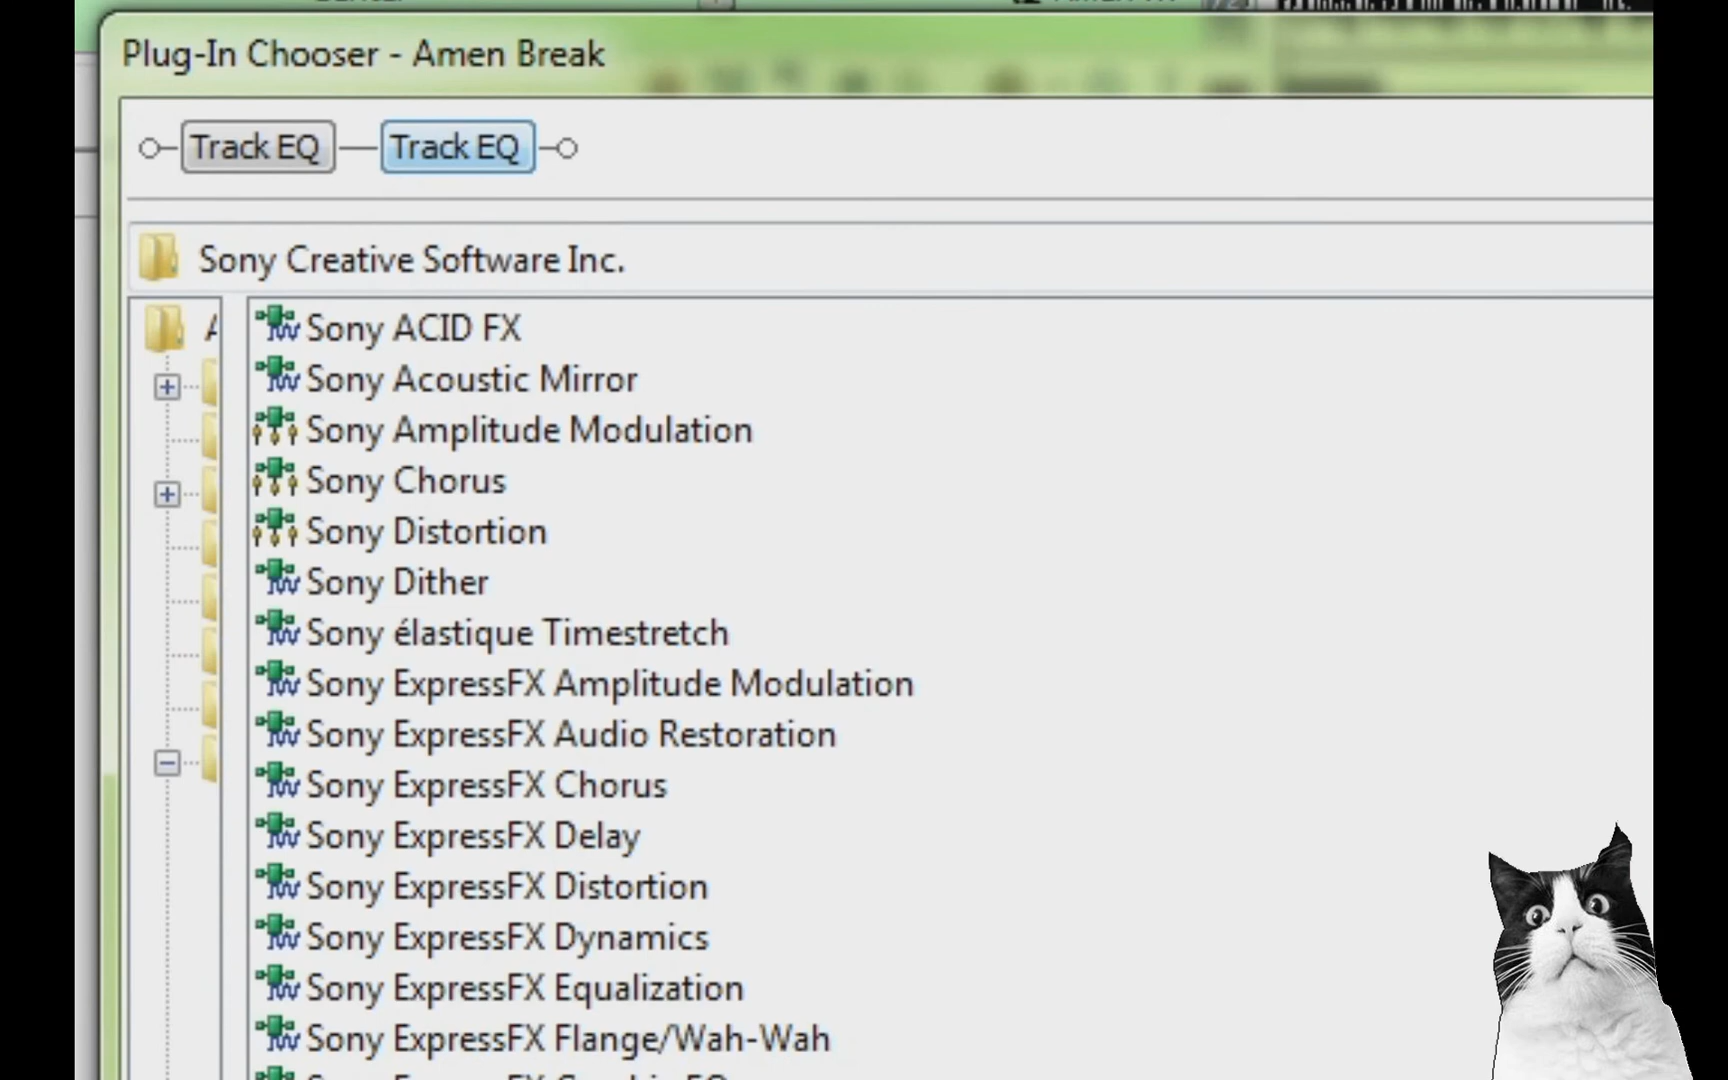 Plug-In Chooser - Amen Break
Track EQ Track EQ
Sony Creative Software Inc.
Sony ACID FX
Sony Acoustic Mirror
Sony Amplitude Modulation
Sony Chorus
Sony Distortion
Sony Dither
Sony élastique Timestretch
Sony ExpressFX Amplitude Modulation
Sony ExpressFX Audio Restoration
Sony ExpressFX Chorus
Sony ExpressFX Delay
Sony ExpressFX Distortion
Sony ExpressFX Dynamics
Sony ExpressFX Equalization
Sony ExpressFX Flange/Wah-Wah